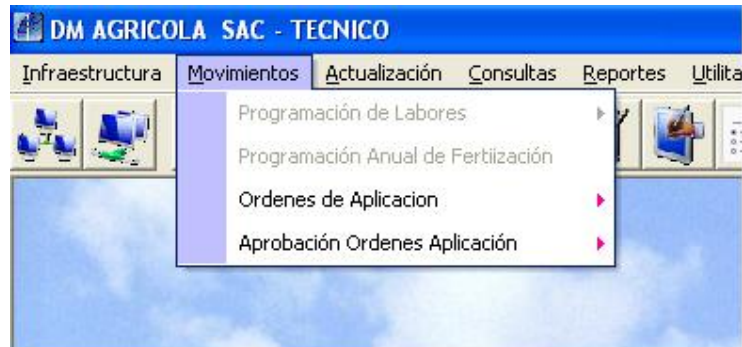 DM AGRICOLA SAC - TECNICO
Infraestructura Movimientos Actualización Consultas Reportes Utilita
Programación de Labores
Programación Anual de Fertiización
Ordenes de Aplicacion
Aprobación Ordenes Aplicación